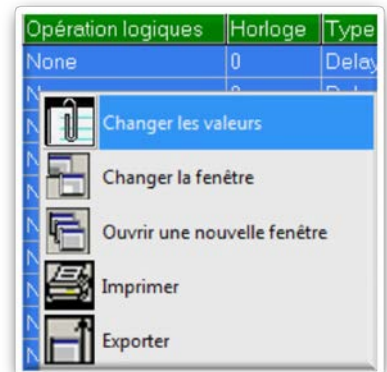 Opération logiques Horloge Type
None 0 Delay
Changer les valeurs
Changer la fenêtre
Ouvrir une nouvelle fenêtre
Imprimer
Exporter